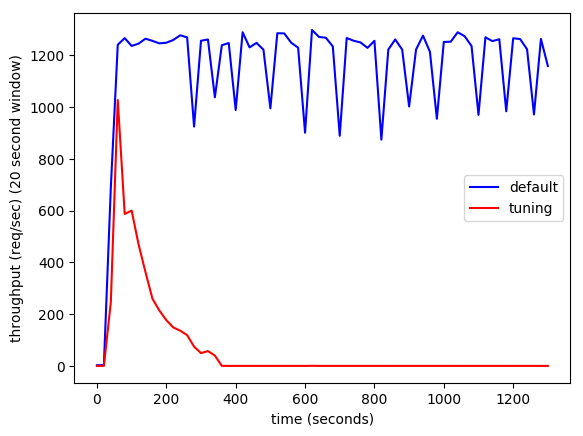 throughput (req/sec) (20 second window)
1200
1000
800
600
400
200
0
default
tuning
0 200 400 600 800 1000 1200
time (seconds)